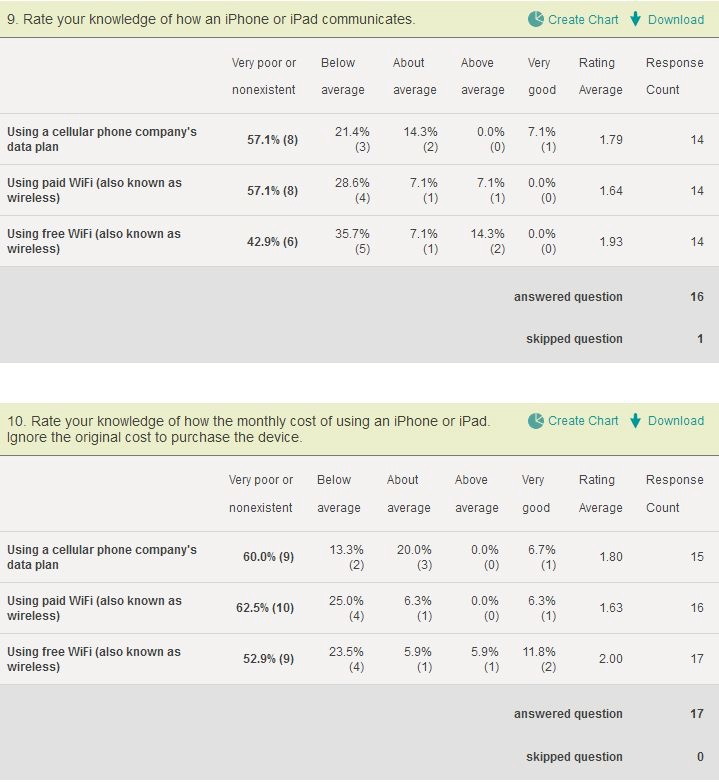 9. Rate your knowledge of how an iPhone or iPad communicates. Create Chart Download
Very poor or Below About Above Very Rating Response
nonexistent average average average good Average Count
Using a cellular phone company's data plan 57.1% (8) 21.4% (3) 14.3% (2) 0.0% (0) 7.1% (1) 1.79 14
Using paid WiFi (also known as wireless) 57.1% (8) 28.6% (4) 7.1% (1) 7.1% (1) 0.0% (0) 1.64 14
Using free WiFi (also known as wireless) 42.9% (6) 35.7% (5) 7.1% (1) 14.3% (2) 0.0% (0) 1.93 14
answered question 16
skipped question 1
10. Rate your knowledge of how the monthly cost of using an iPhone or iPad. Create Chart Download
Ignore the original cost to purchase the device.
Very poor or Below About Above Very Rating Response
nonexistent average average average good Average Count
Using a cellular phone company's data plan 60.0% (9) 13.3% (2) 20.0% (3) 0.0% (0) 6.7% (1) 1.80 15
Using paid WiFi (also known as wireless) 62.5% (10) 25.0% (4) 6.3% (1) 0.0% (0) 6.3% (1) 1.63 16
Using free WiFi (also known as wireless) 52.9% (9) 23.5% (4) 5.9% (1) 5.9% (1) 11.8% (2) 2.00 17
answered question 17
skipped question 0